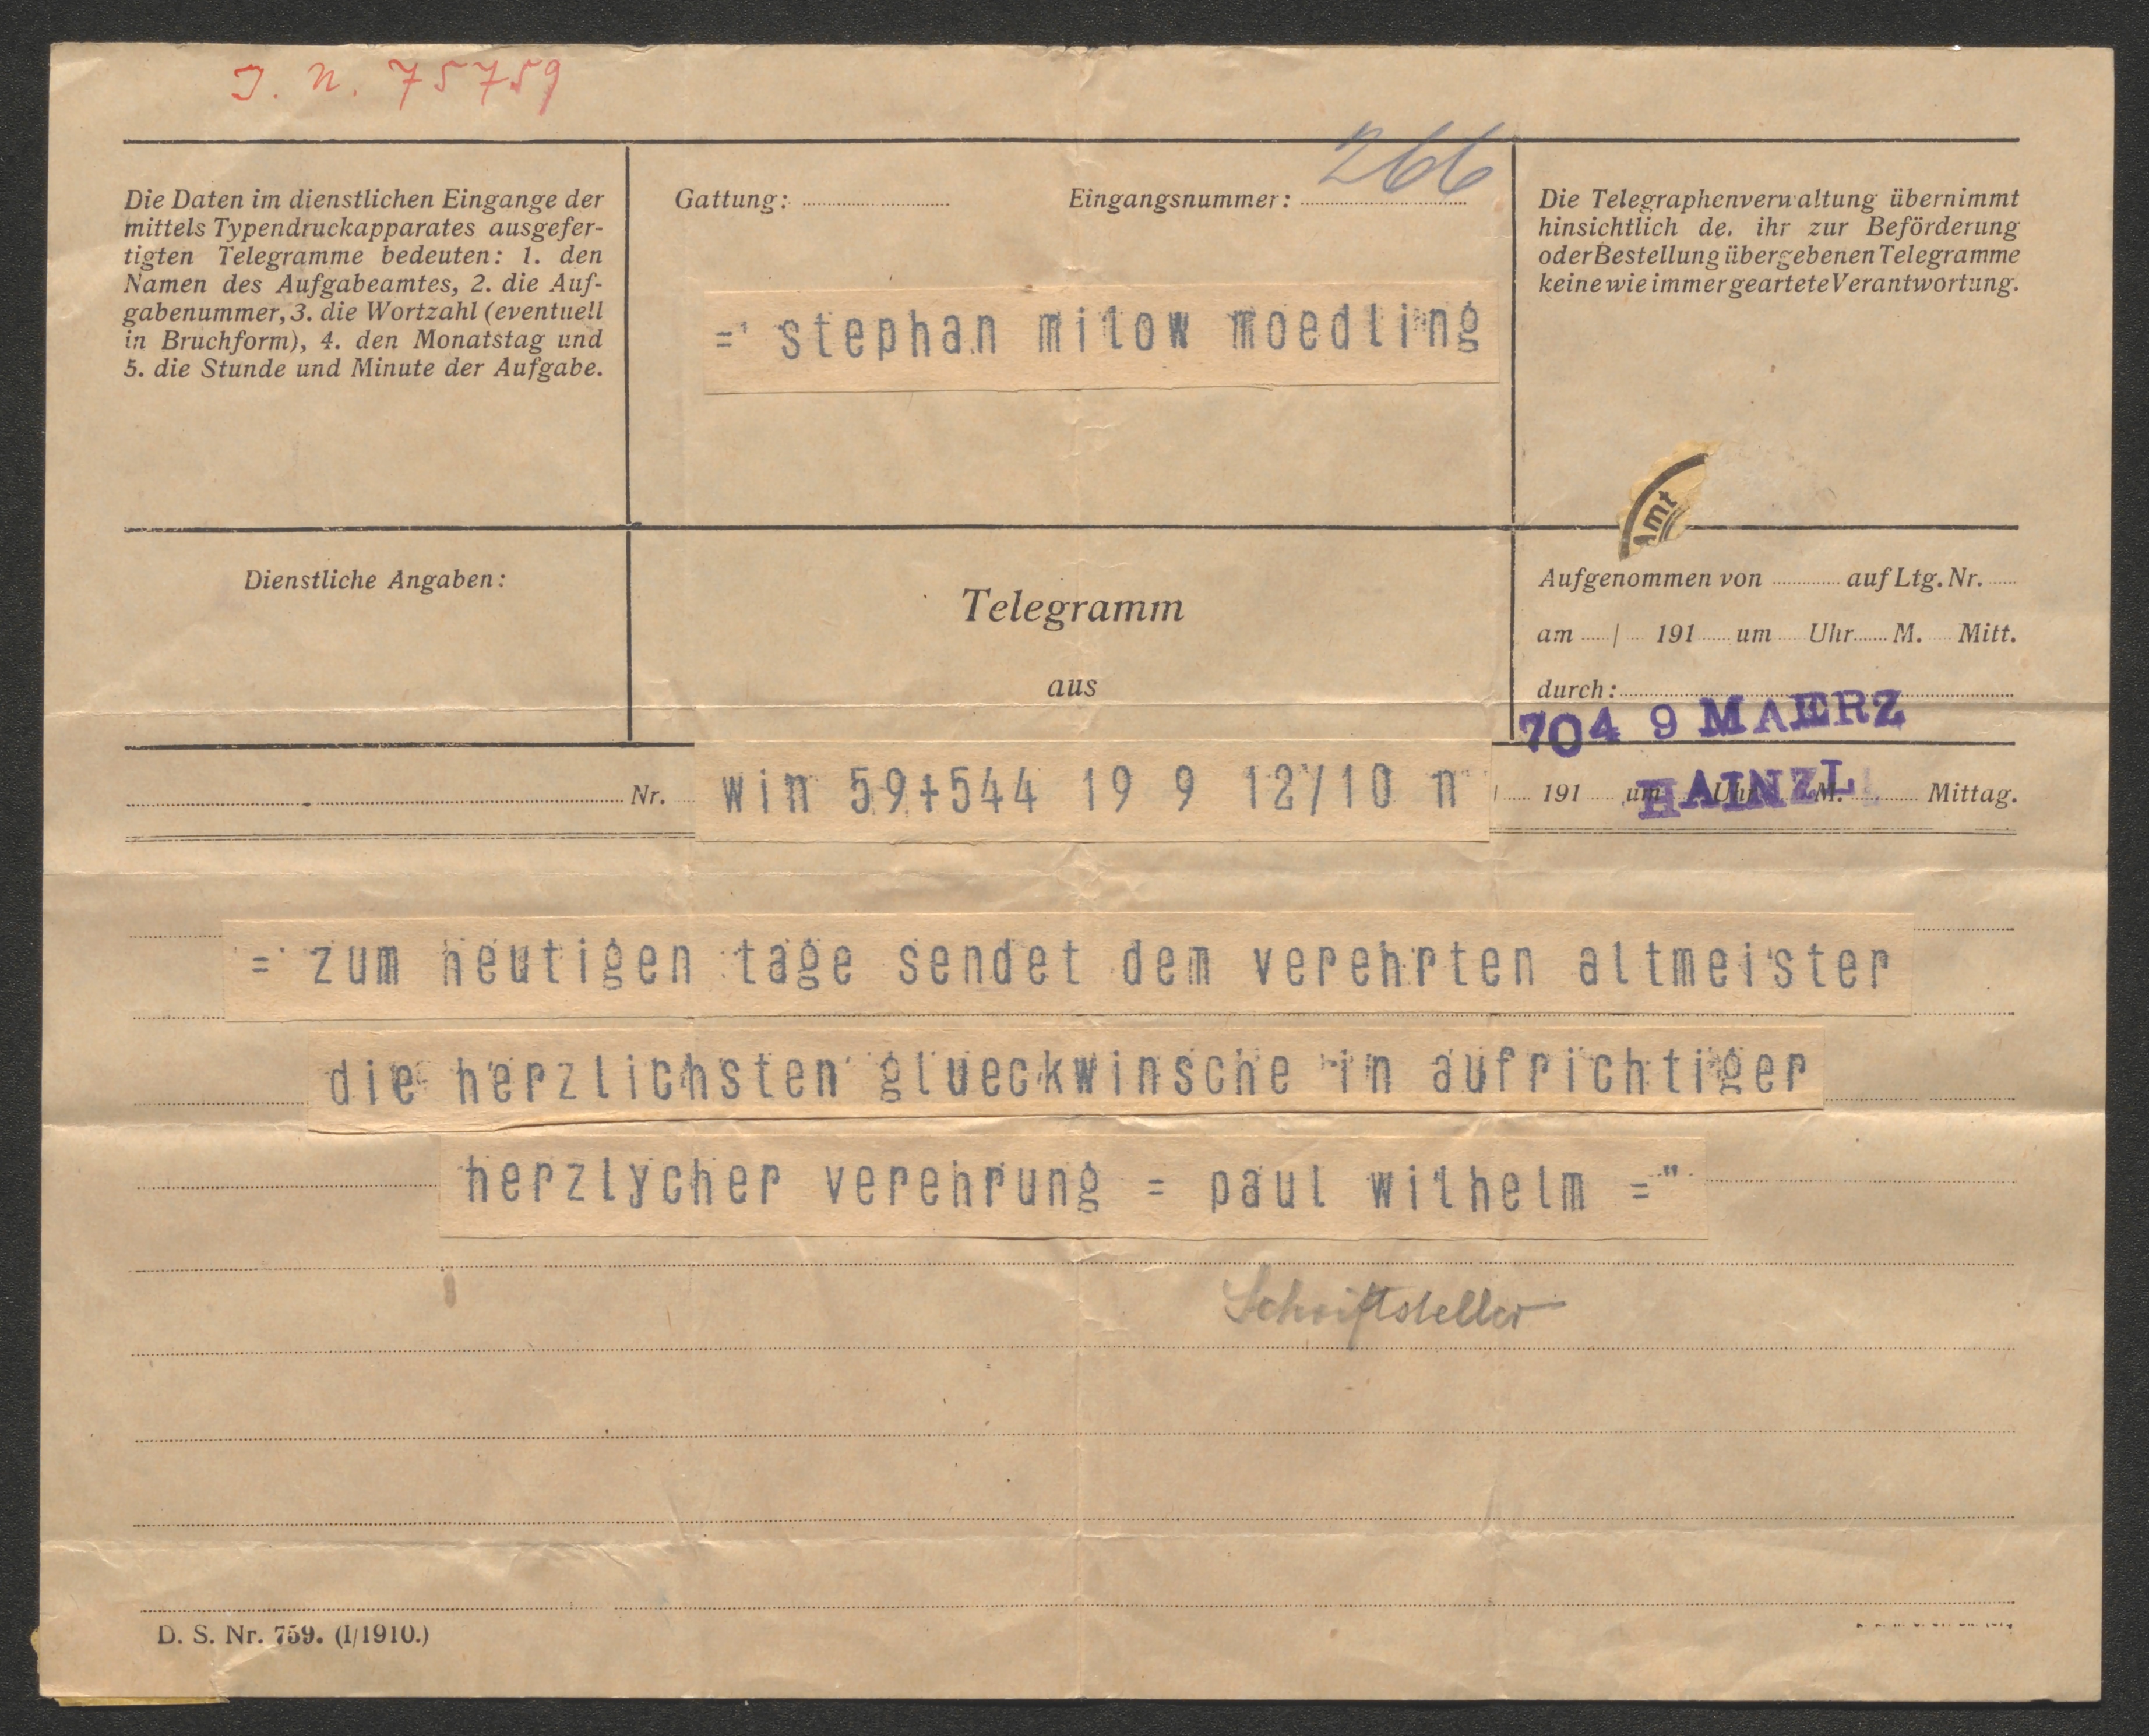 J. N. 75759
Die Daten im dienstlichen Eingange der
mittels Typendruckapparates ausgefer-
tigten Telegramme bedeuten: 1. den
Namen des Aufgabeamtes, 2. die Auf-
gabenummer, 3. die Wortzahl (eventuell
in Bruchform), 4. den Monatstag und
5. die Stunde und Minute der Aufgabe.
Gattung: Eingangsnummer: 266
= stephan milow moedling
Die Telegraphenverwaltung übernimmt
hinsichtlich de. ihr zur Beförderung
oder Bestellung übergebenen Telegramme
keine wie immer geartete Verantwortung.
Amt
Dienstliche Angaben:
Telegramm
aus
Aufgenommen von auf Ltg. Nr.
am / 191 um Uhr M. Mitt.
durch:
704 9 MAERZ
Nr. win 59+544 19 9 12/10 n 191 um Uhr M. Mittag.
HAINZL
= zum heutigen tage sendet dem verehrten altmeister
die herzlichsten glueckwinsche in aufrichtiger
herzlycher verehrung = paul wilhelm ="
Schriftsteller
D. S. Nr. 759. (I/1910.)